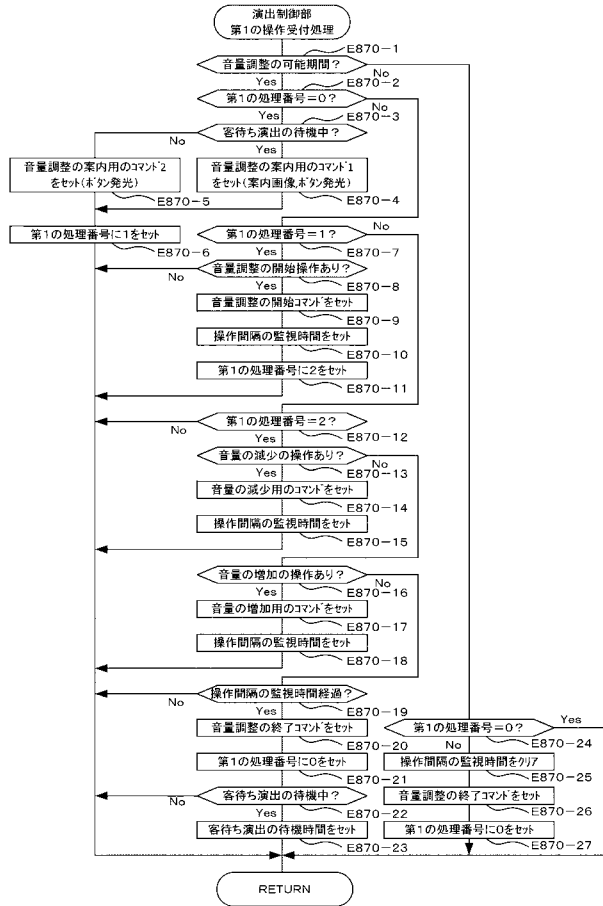 演出制御部
第1の操作受付処理
E870-1
音量調整の可能期間?
No
Yes
E870-2
第1の処理番号=0?
No
Yes
E870-3
No
客待ち演出の待機中?
Yes
音量調整の案内用のコマンド2
をセット(ボタン発光)
音量調整の案内用のコマンド1
をセット(案内画像,ボタン発光)
E870-5
E870-4
第1の処理番号に1をセット
E870-6
第1の処理番号=1?
No
Yes
E870-7
音量調整の開始操作あり?
No
Yes
E870-8
音量調整の開始コマンドをセット
E870-9
操作間隔の監視時間をセット
E870-10
第1の処理番号に2をセット
E870-11
第1の処理番号=2?
No
Yes
E870-12
音量の減少の操作あり?
No
Yes
E870-13
音量の減少用のコマンドをセット
E870-14
操作間隔の監視時間をセット
E870-15
音量の増加の操作あり?
No
Yes
E870-16
音量の増加用のコマンドをセット
E870-17
操作間隔の監視時間をセット
E870-18
操作間隔の監視時間経過?
No
Yes
E870-19
音量調整の終了コマンドをセット
E870-20
第1の処理番号に0をセット
E870-21
客待ち演出の待機中?
No
Yes
E870-22
客待ち演出の待機時間をセット
E870-23
第1の処理番号=0?
Yes
No
E870-24
操作間隔の監視時間をクリア
E870-25
音量調整の終了コマンドをセット
E870-26
第1の処理番号に0をセット
E870-27
RETURN